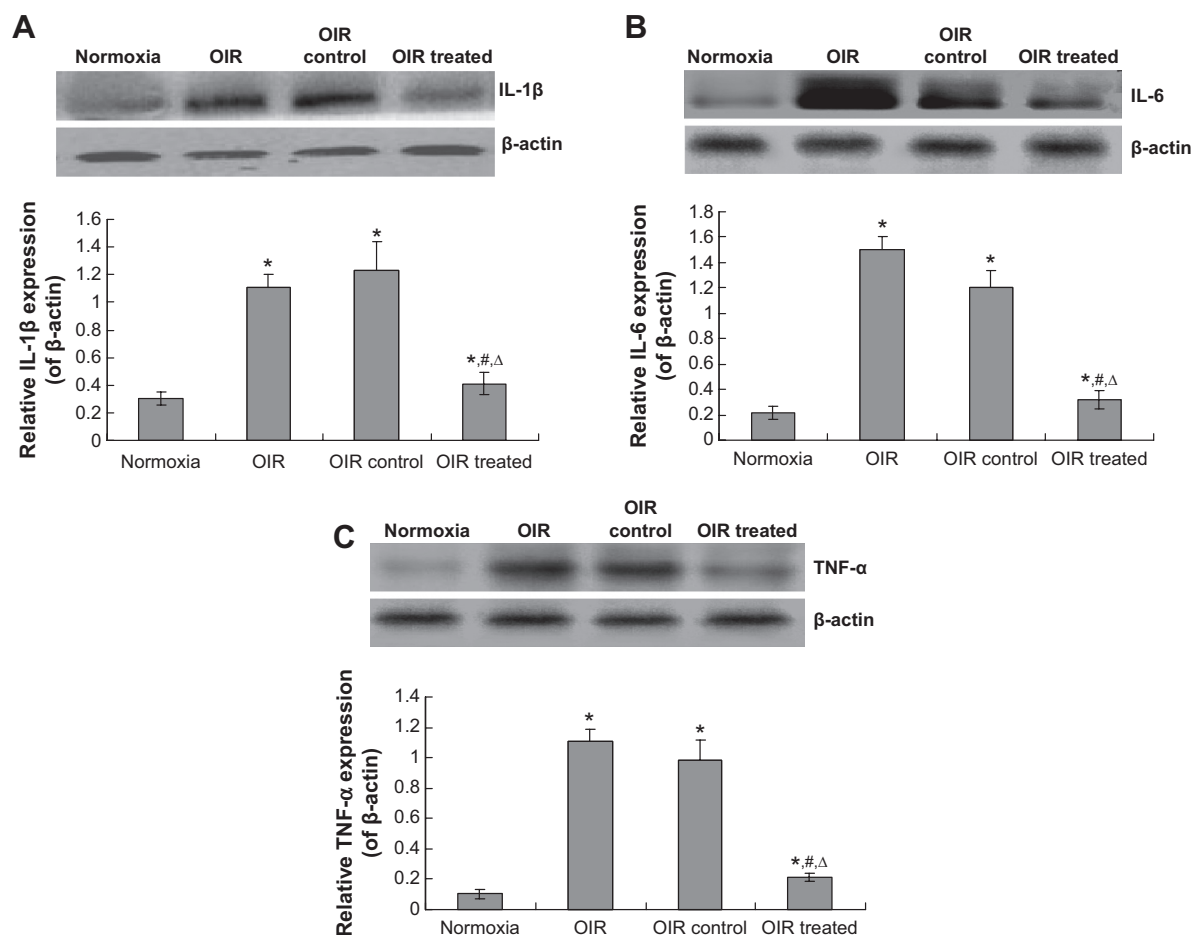 A
Normoxia
OIR
OIR
control
OIR treated
IL-1β
β-actin
Relative IL-1β expression
(of β-actin)
1.6
1.4
1.2
1
0.8
0.6
0.4
0.2
0
*
*
*,#,Δ
Normoxia
OIR
OIR control
OIR treated
B
Normoxia
OIR
OIR
control
OIR treated
IL-6
β-actin
Relative IL-6 expression
(of β-actin)
1.8
1.6
1.4
1.2
1
0.8
0.6
0.4
0.2
0
*
*
*,#,Δ
Normoxia
OIR
OIR control
OIR treated
C
Normoxia
OIR
OIR
control
OIR treated
TNF-α
β-actin
Relative TNF-α expression
(of β-actin)
1.4
1.2
1
0.8
0.6
0.4
0.2
0
*
*
*,#,Δ
Normoxia
OIR
OIR control
OIR treated